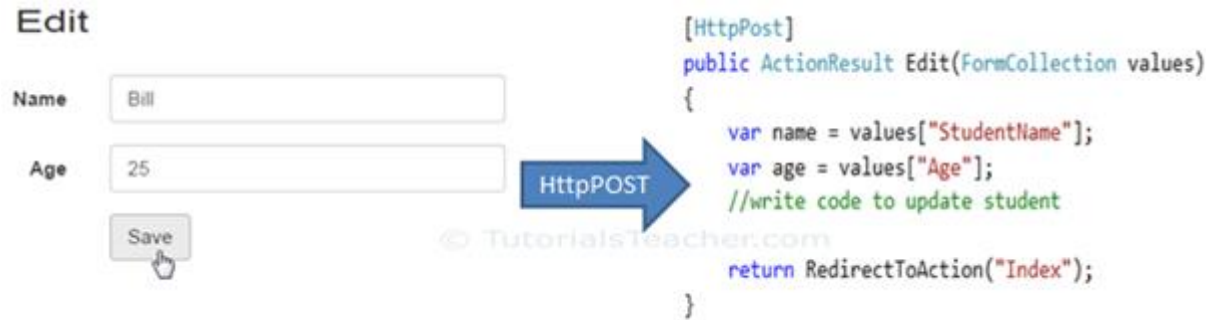 Edit
Name Bill
Age 25
Save
HttpPOST
© TutorialsTeacher.com
[HttpPost]
public ActionResult Edit(FormCollection values)
{
var name = values["StudentName"];
var age = values["Age"];
//write code to update student
return RedirectToAction("Index");
}